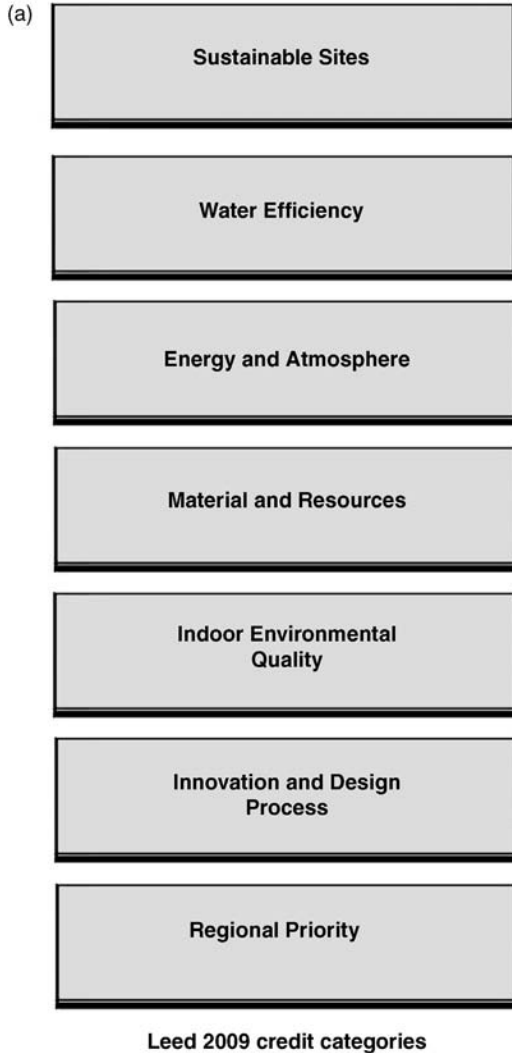 (a)
Sustainable Sites
Water Efficiency
Energy and Atmosphere
Material and Resources
Indoor Environmental
Quality
Innovation and Design
Process
Regional Priority
Leed 2009 credit categories